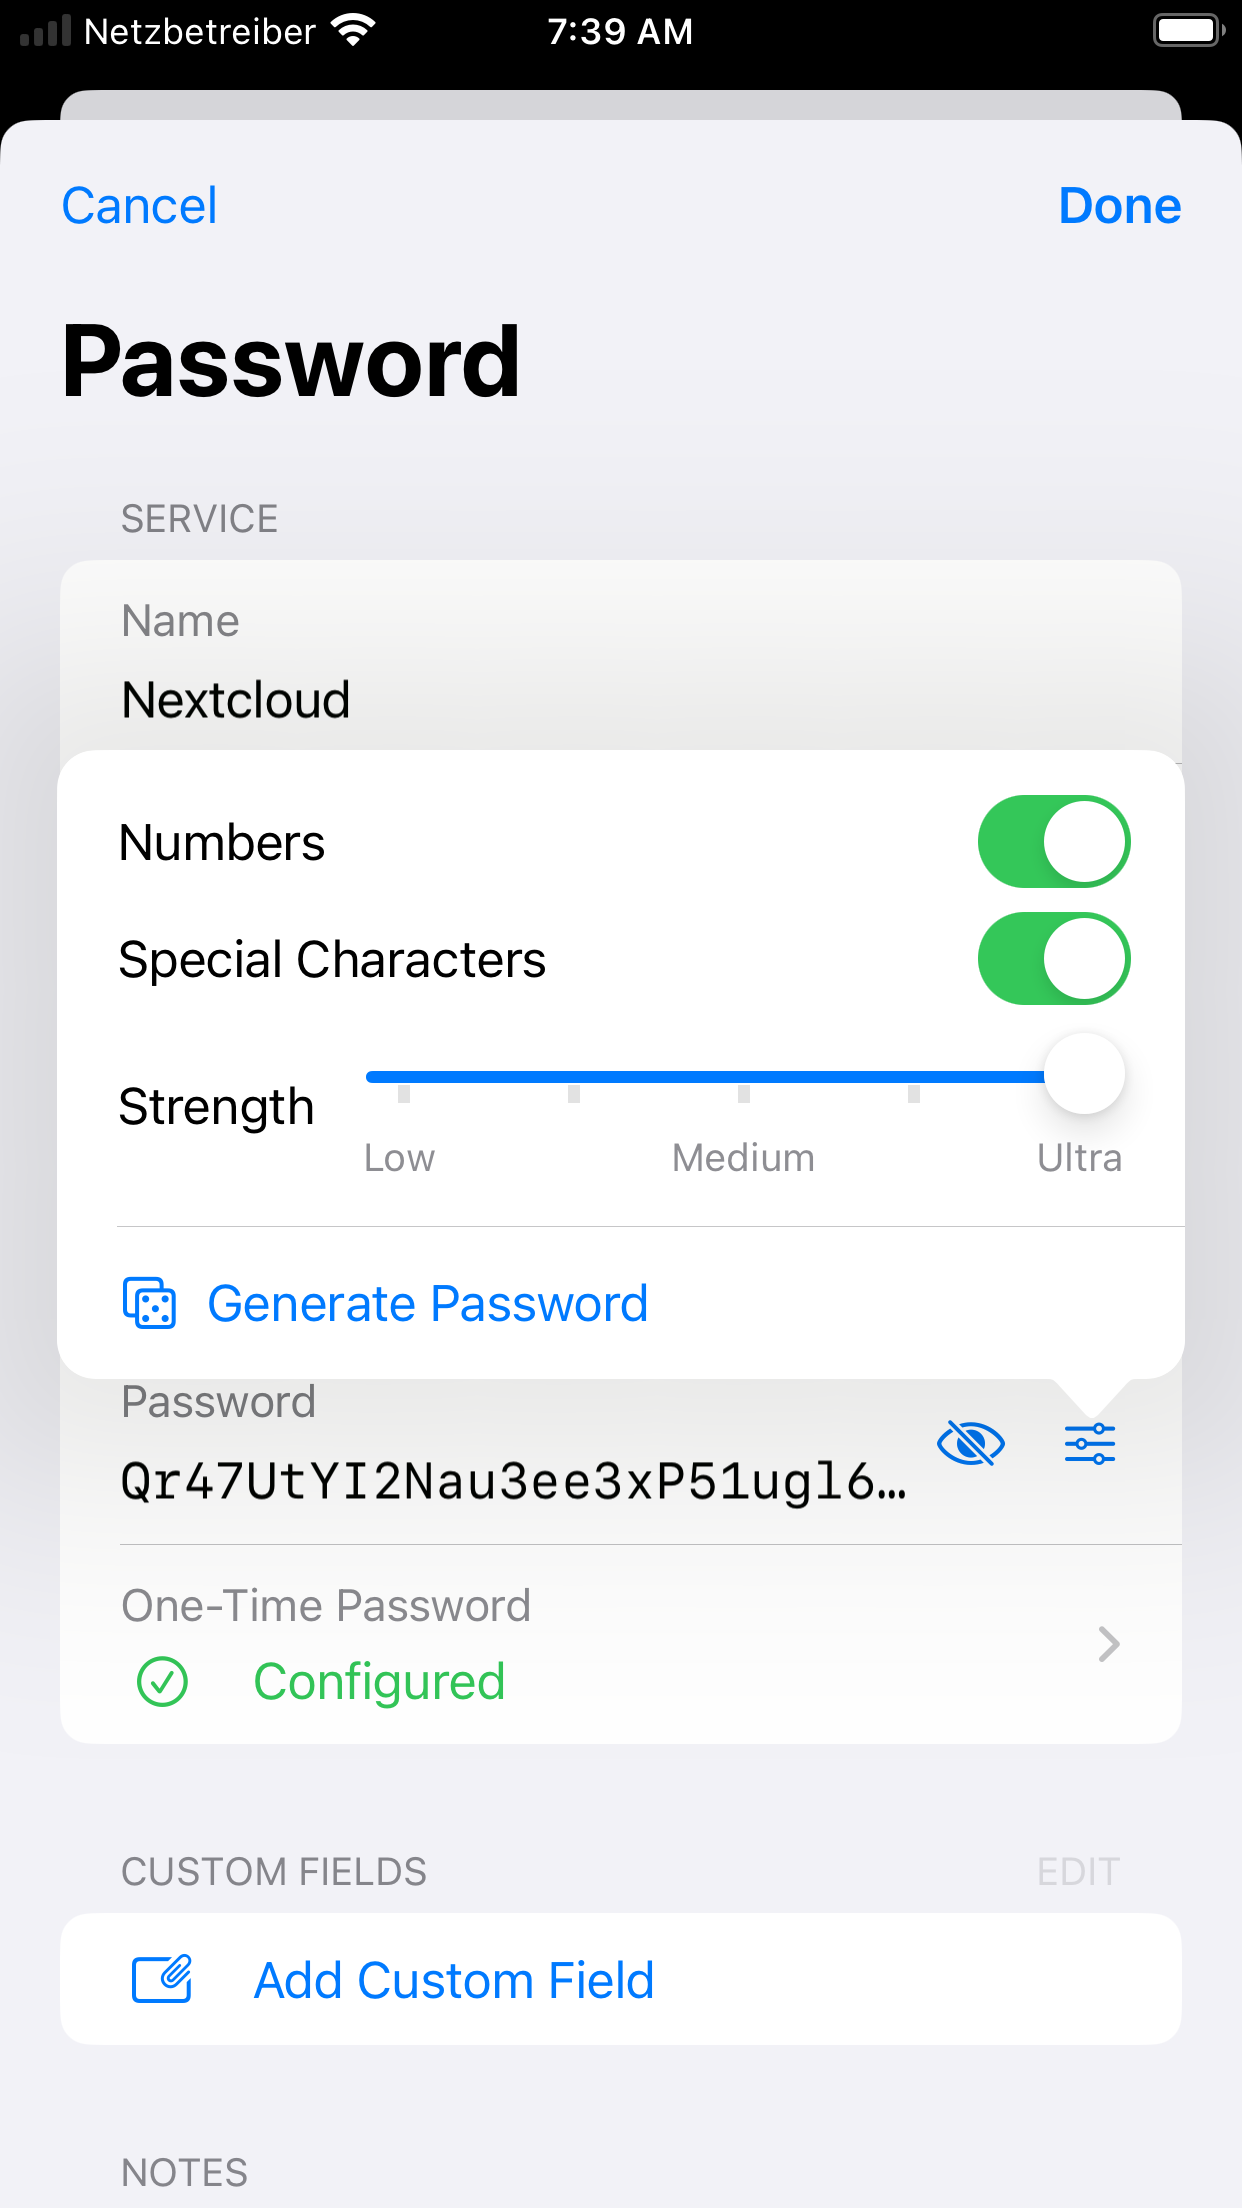 Netzbetreiber 7:39 AM
Cancel Done
Password
SERVICE
Name
Nextcloud
Numbers
Special Characters
Strength
Low Medium Ultra
Generate Password
Password
Qr47UtYI2Nau3ee3xP51ugl6…
One-Time Password
Configured
CUSTOM FIELDS EDIT
Add Custom Field
NOTES